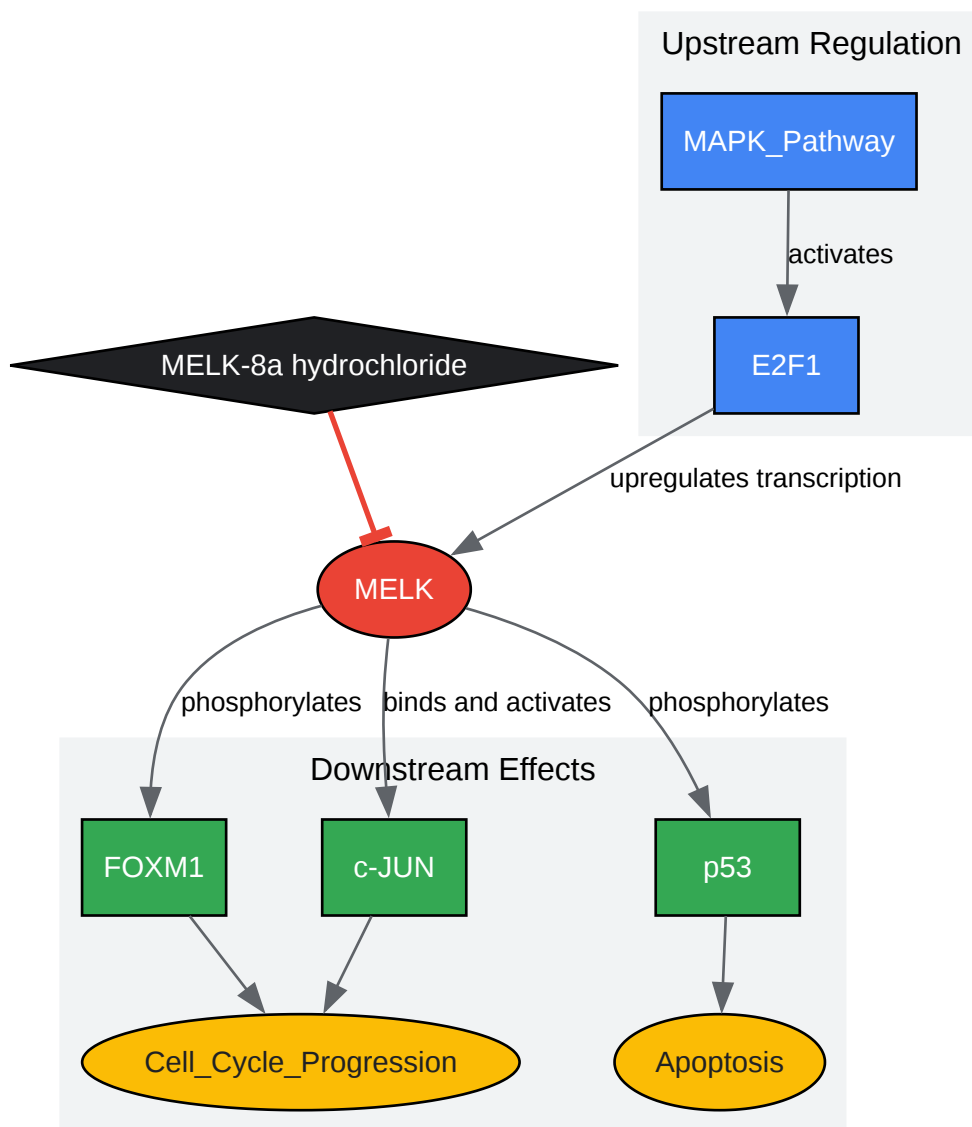 Upstream Regulation
MAPK_Pathway
activates
MELK-8a hydrochloride
E2F1
upregulates transcription
MELK
phosphorylates
binds and activates
phosphorylates
Downstream Effects
FOXM1
c-JUN
p53
Cell_Cycle_Progression
Apoptosis